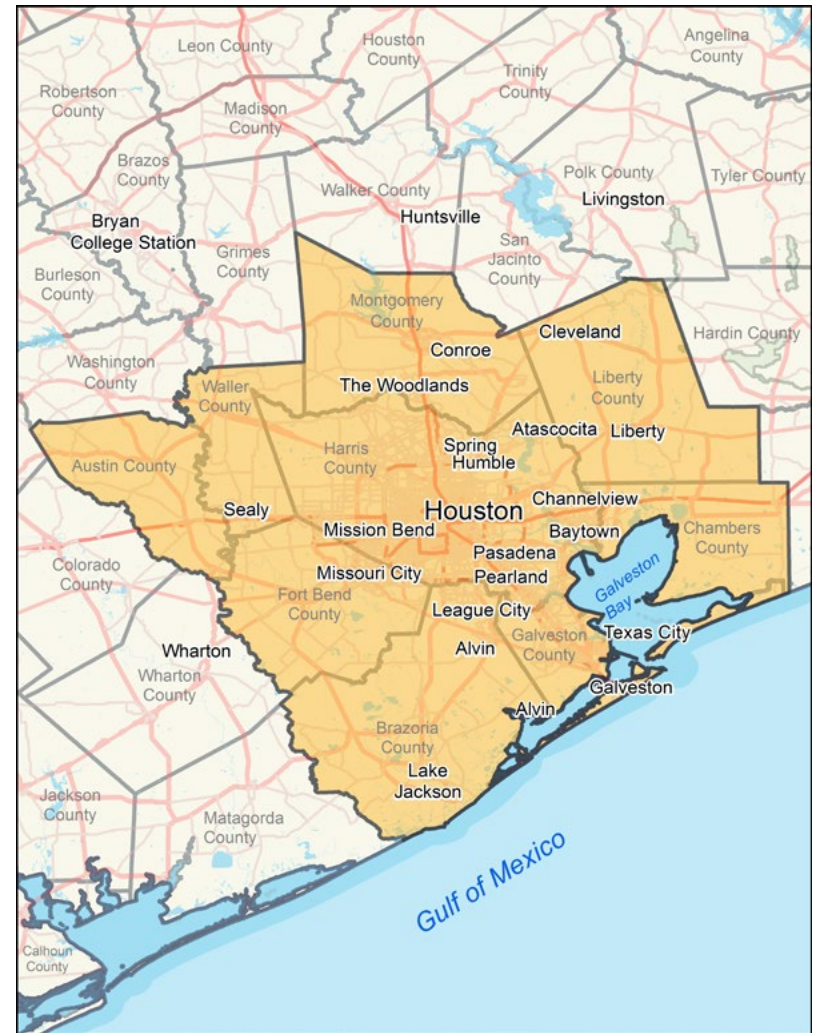 Leon County
Houston
County
Angelina
County
Robertson
County
Trinity
County
Madison
County
Brazos
County
Walker County
Polk County
Livingston
Tyler County
Bryan
College Station
Huntsville
Grimes
County
San
Jacinto
County
Burleson
County
Montgomery
County
Cleveland
Hardin County
Washington
County
Conroe
Waller
County
The Woodlands
Liberty
County
Atascocita
Liberty
Austin County
Harris
County
Spring
Humble
Sealy
Houston
Channelview
Mission Bend
Baytown
Chambers
County
Colorado
County
Pasadena
Missouri City
Pearland
Galveston
Bay
Fort Bend
County
League City
Galveston
County
Texas City
Wharton
Alvin
Wharton
County
Galveston
Alvin
Brazoria
County
Lake
Jackson
Jackson
County
Matagorda
County
Gulf of Mexico
Calhoun
County